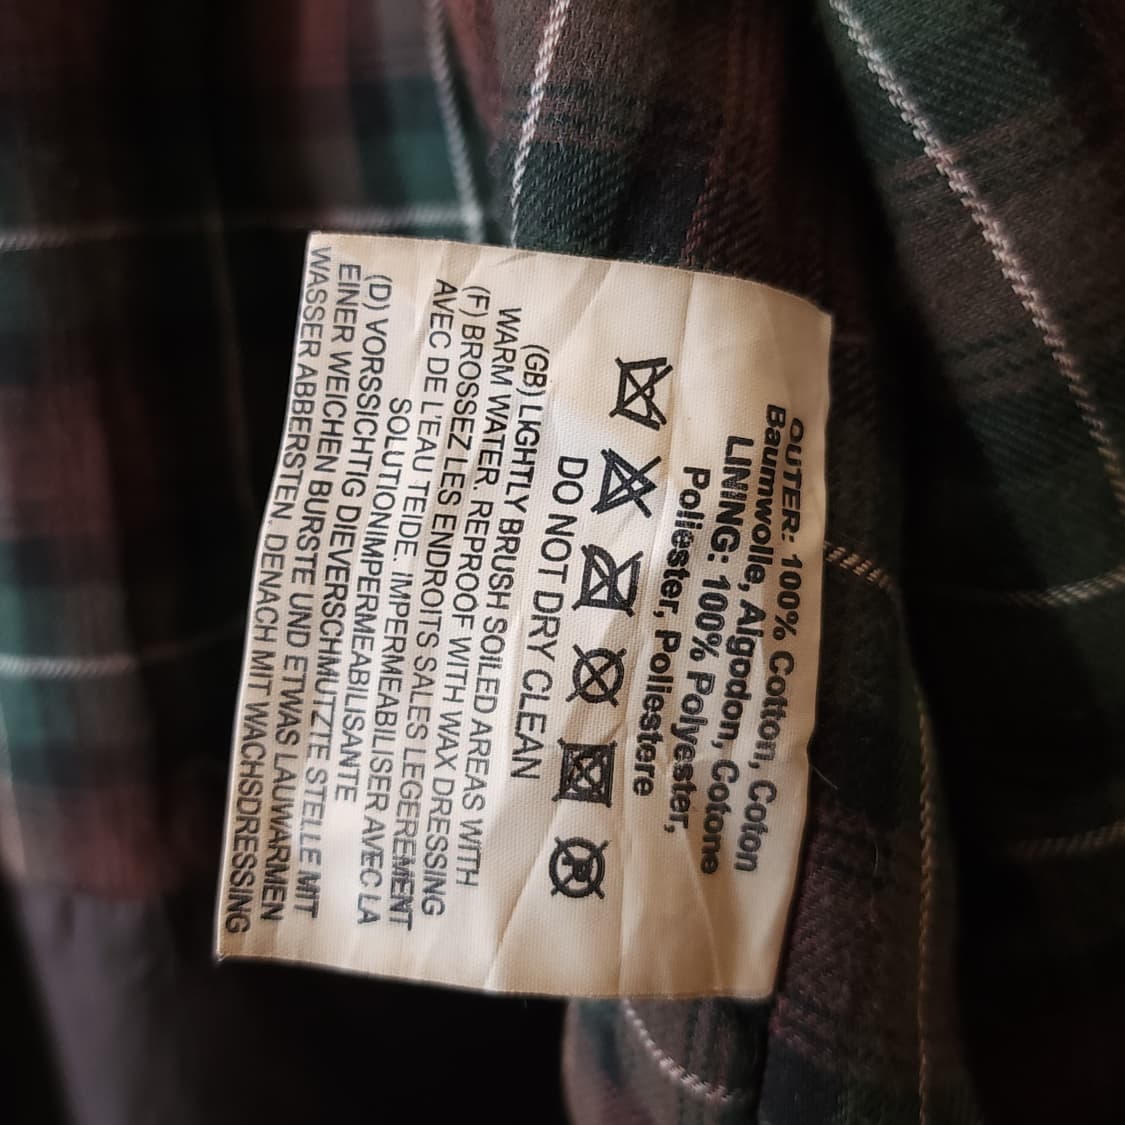 OUTER: 100% Cotton, Coton
Baumwolle, Algodon, Cotone
LINING: 100% Polyester,
Poliester, Poliestere
P
DO NOT DRY CLEAN
(GB) LIGHTLY BRUSH SOILED AREAS WITH
WARM WATER. REPROOF WITH WAX DRESSING
(F) BROSSEZ LES ENDROITS SALES LEGEREMENT
AVEC DE L'EAU TEIDE. IMPERMEABILISER AVEC LA
SOLUTIONIMPERMEABILISANTE
(D) VORSSICHTIG DIEVERSCHMUTZTE STELLE MIT
EINER WEICHEN BURSTE UND ETWAS LAUWARMEN
WASSER ABBERSTEN. DENACH MIT WACHSDRESSING